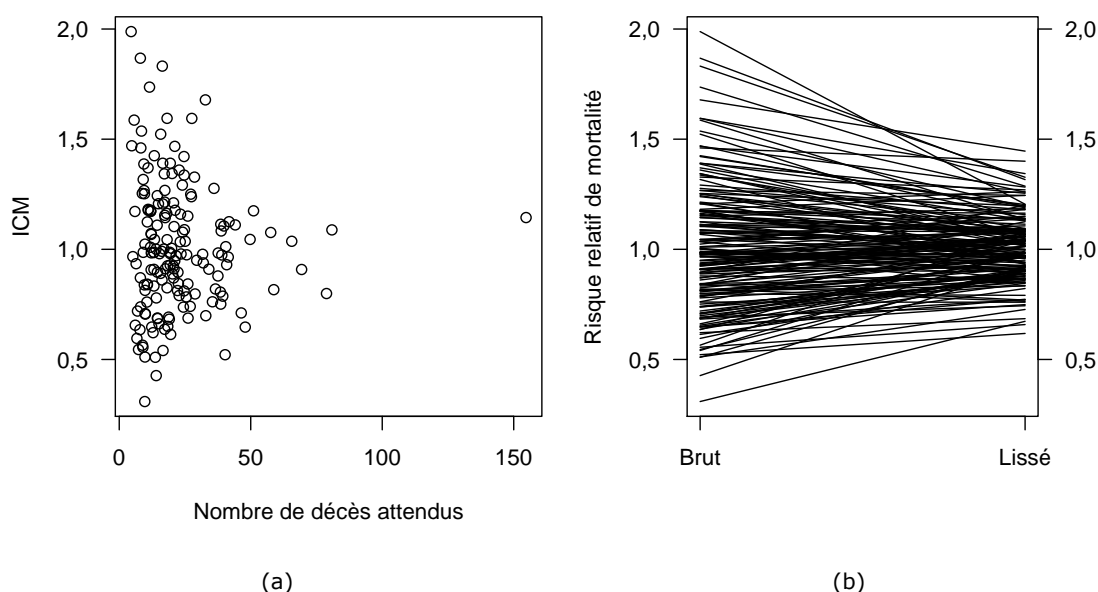 2,0
1,5
1,0
0,5
ICM
0 50 100 150
Nombre de décès attendus
(a)
2,0
1,5
1,0
0,5
Risque relatif de mortalité
2,0
1,5
1,0
0,5
Brut Lissé
(b)